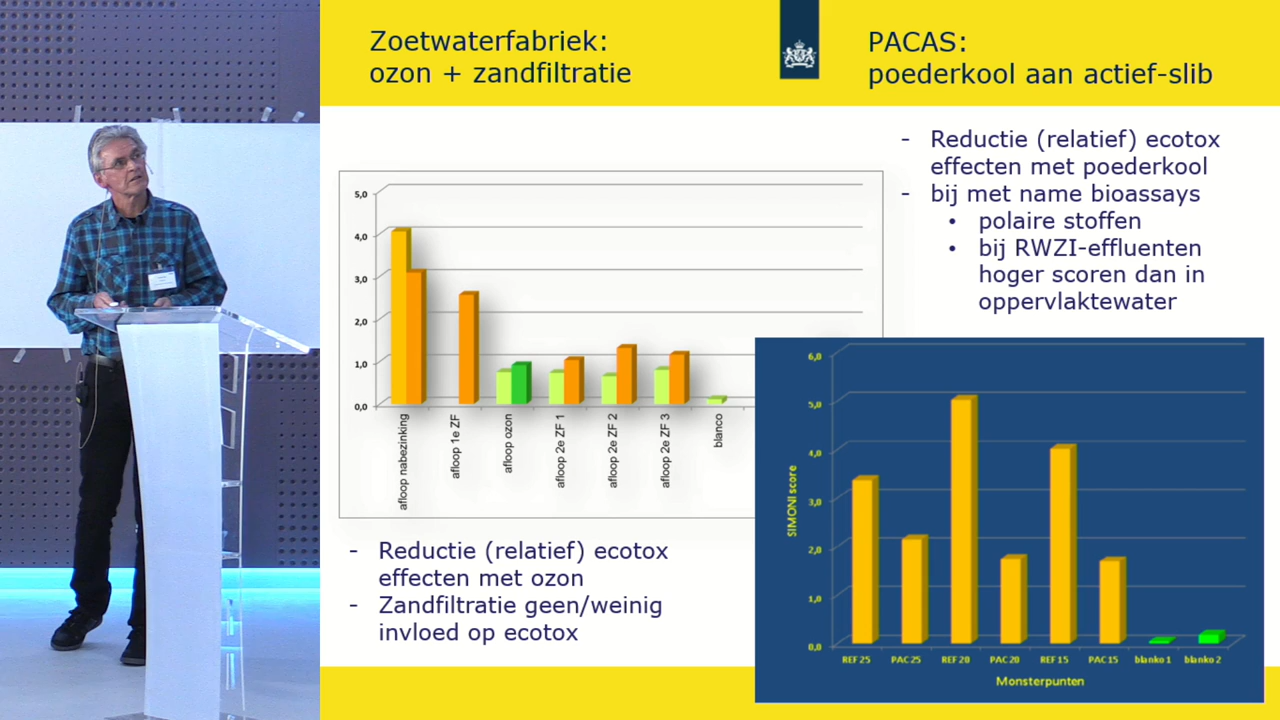 Zoetwaterfabriek:
ozon + zandfiltratie
PACAS:
poederkool aan actief-slib
- Reductie (relatief) ecotox
effecten met poederkool
- bij met name bioassays
• polaire stoffen
• bij RWZI-effluenten
hoger scoren dan in
oppervlaktewater
5,0
4,0
3,0
2,0
1,0
0,0
afloop nabezinking
afloop 1e ZF
afloop ozon
afloop 2e ZF 1
afloop 2e ZF 2
afloop 2e ZF 3
blanco
- Reductie (relatief) ecotox
effecten met ozon
- Zandfiltratie geen/weinig
invloed op ecotox
SIMONI score
6,0
5,0
4,0
3,0
2,0
1,0
0,0
REF 25
PAC 25
REF 20
PAC 20
REF 15
PAC 15
blanko 1
blanko 2
Monsterpunten